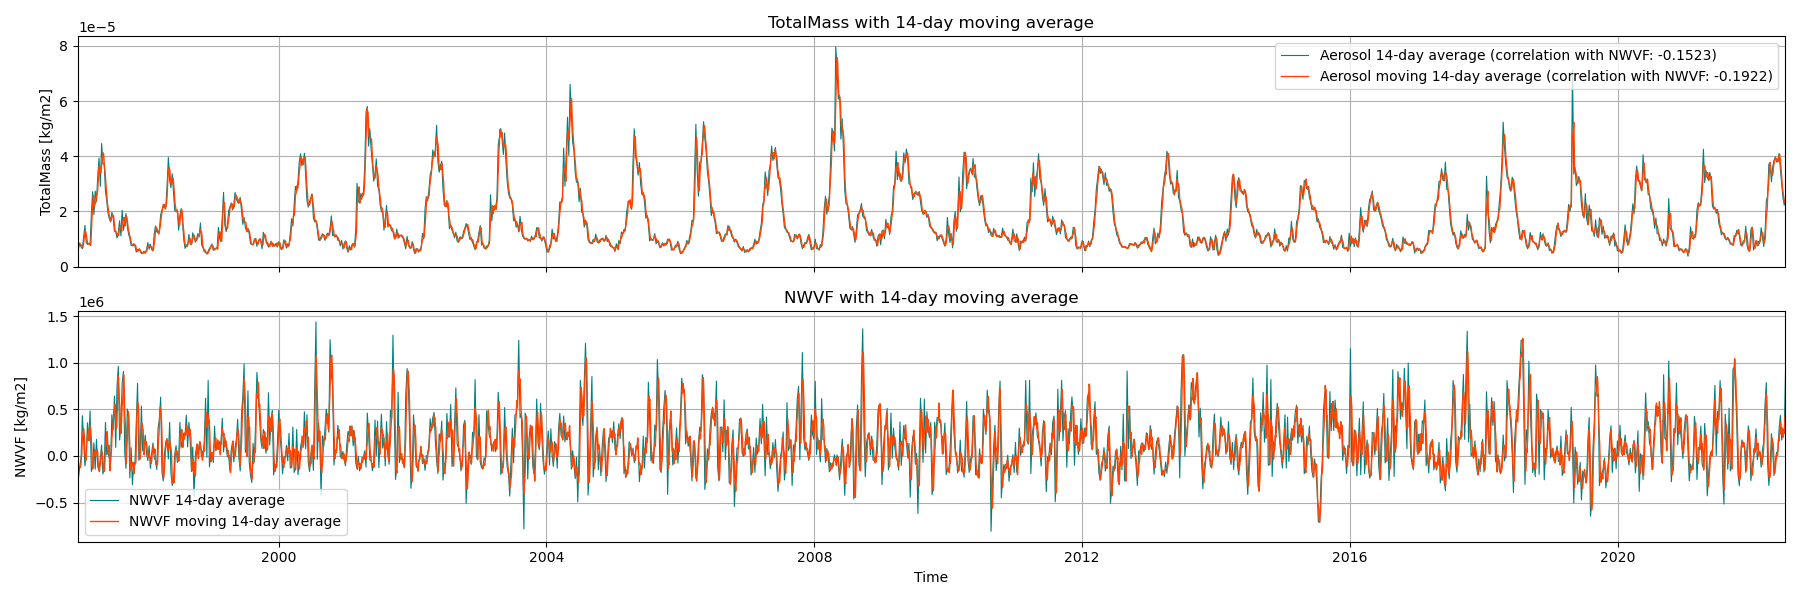 TotalMass with 14-day moving average
1e−5
8
6
4
2
0
TotalMass [kg/m2]
Aerosol 14-day average (correlation with NWVF: -0.1523)
Aerosol moving 14-day average (correlation with NWVF: -0.1922)
NWVF with 14-day moving average
1e6
1.5
1.0
0.5
0.0
−0.5
NWVF [kg/m2]
NWVF 14-day average
NWVF moving 14-day average
2000 2004 2008 2012 2016 2020
Time